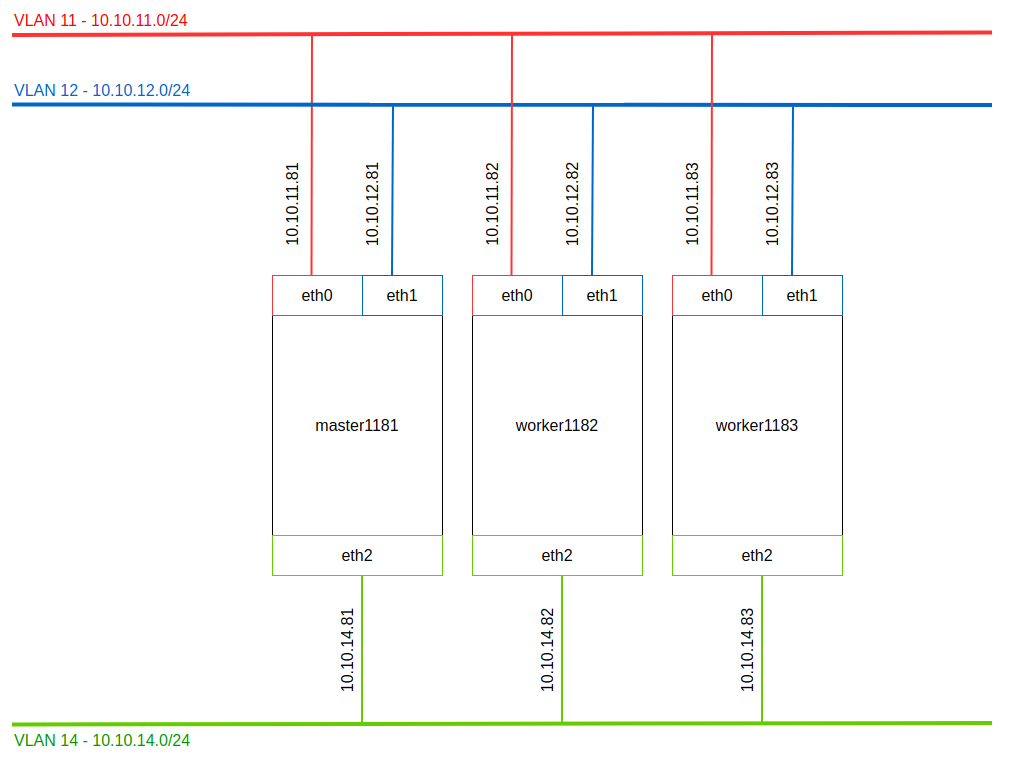 VLAN 11 - 10.10.11.0/24
VLAN 12 - 10.10.12.0/24
10.10.11.81
10.10.12.81
10.10.11.82
10.10.12.82
10.10.11.83
10.10.12.83
eth0
eth1
eth0
eth1
eth0
eth1
master1181
worker1182
worker1183
eth2
eth2
eth2
10.10.14.81
10.10.14.82
10.10.14.83
VLAN 14 - 10.10.14.0/24